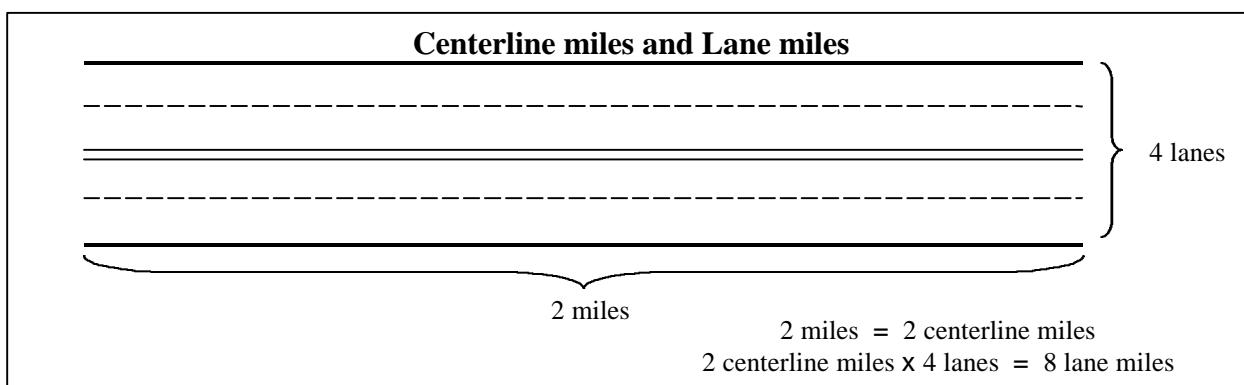 Centerline miles and Lane miles
4 lanes
2 miles
2 miles = 2 centerline miles
2 centerline miles x 4 lanes = 8 lane miles